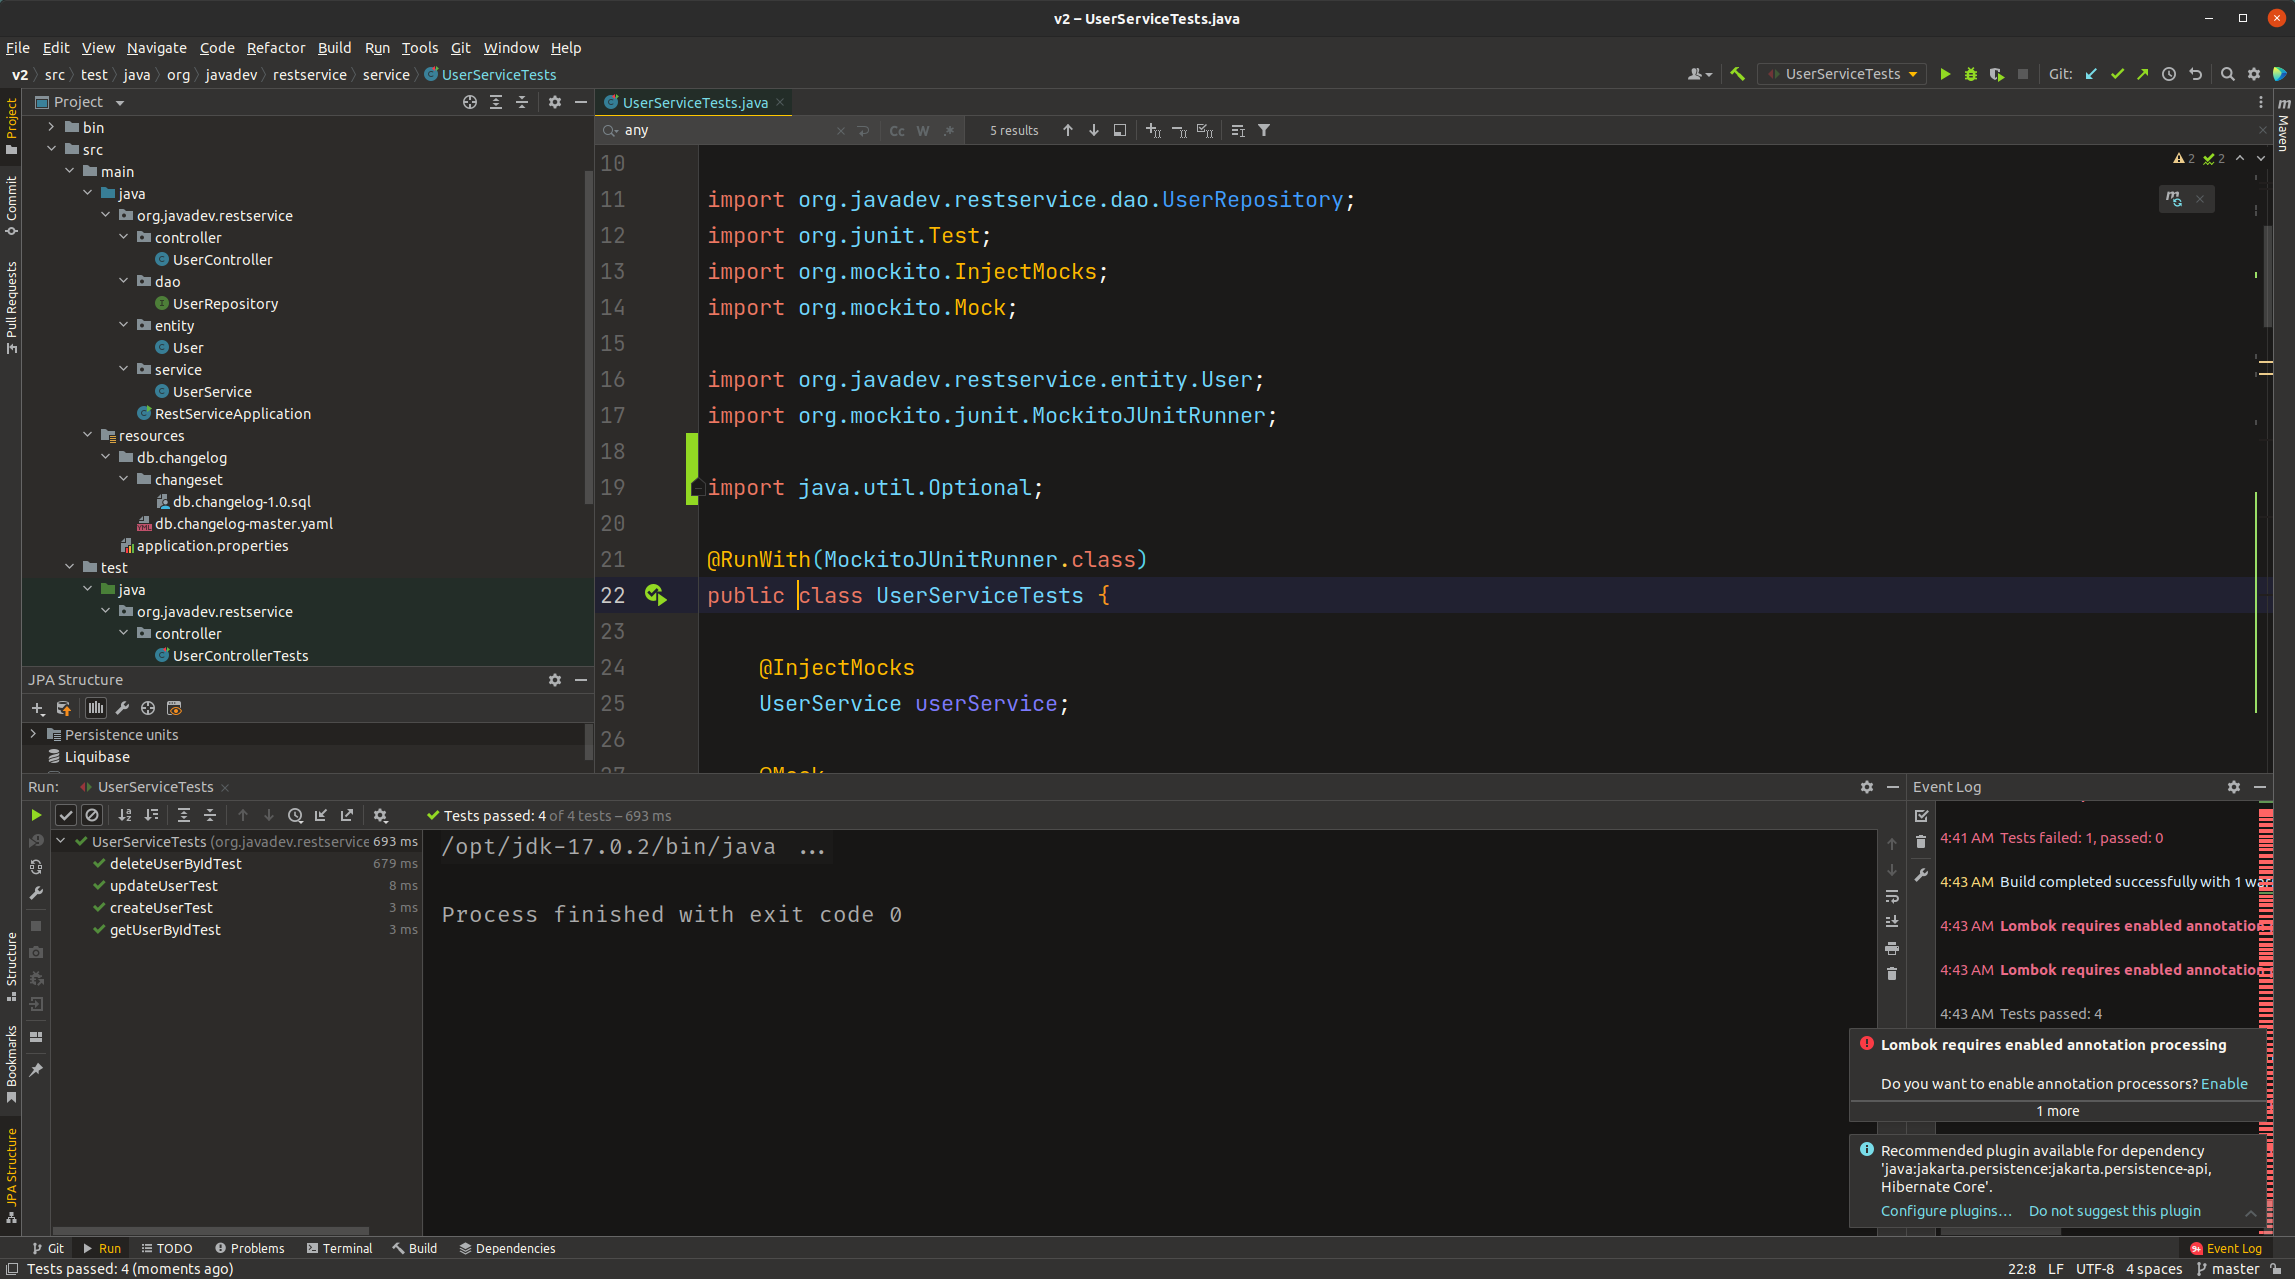 v2 – UserServiceTests.java
File Edit View Navigate Code Refactor Build Run Tools Git Window Help
v2 src test java org javadev restservice service UserServiceTests
UserServiceTests Git:
Project
UserServiceTests.java
bin
src
main
java
org.javadev.restservice
controller
UserController
dao
UserRepository
entity
User
service
UserService
RestServiceApplication
resources
db.changelog
changeset
db.changelog-1.0.sql
db.changelog-master.yaml
application.properties
test
java
org.javadev.restservice
controller
UserControllerTests
any Cc W .* 5 results
2 2
10
11 import org.javadev.restservice.dao.UserRepository;
12 import org.junit.Test;
13 import org.mockito.InjectMocks;
14 import org.mockito.Mock;
15
16 import org.javadev.restservice.entity.User;
17 import org.mockito.junit.MockitoJUnitRunner;
18
19 import java.util.Optional;
20
21 @RunWith(MockitoJUnitRunner.class)
22 public class UserServiceTests {
23
24 @InjectMocks
25 UserService userService;
26
27 @Mock
JPA Structure
Persistence units
Liquibase
Run: UserServiceTests
Tests passed: 4 of 4 tests – 693 ms
UserServiceTests (org.javadev.restservice 693 ms
deleteUserByIdTest 679 ms
updateUserTest 8 ms
createUserTest 3 ms
getUserByIdTest 3 ms
/opt/jdk-17.0.2/bin/java ...
Process finished with exit code 0
Event Log
4:41 AM Tests failed: 1, passed: 0
4:43 AM Build completed successfully with 1 wa
4:43 AM Lombok requires enabled annotation
4:43 AM Lombok requires enabled annotation
4:43 AM Tests passed: 4
Lombok requires enabled annotation processing
Do you want to enable annotation processors? Enable
1 more
Recommended plugin available for dependency
'java:jakarta.persistence:jakarta.persistence-api,
Hibernate Core'.
Configure plugins... Do not suggest this plugin
Project
Commit
Pull Requests
Structure
Bookmarks
JPA Structure
Maven
Git Run TODO Problems Terminal Build Dependencies
Event Log
Tests passed: 4 (moments ago)
22:8 LF UTF-8 4 spaces master